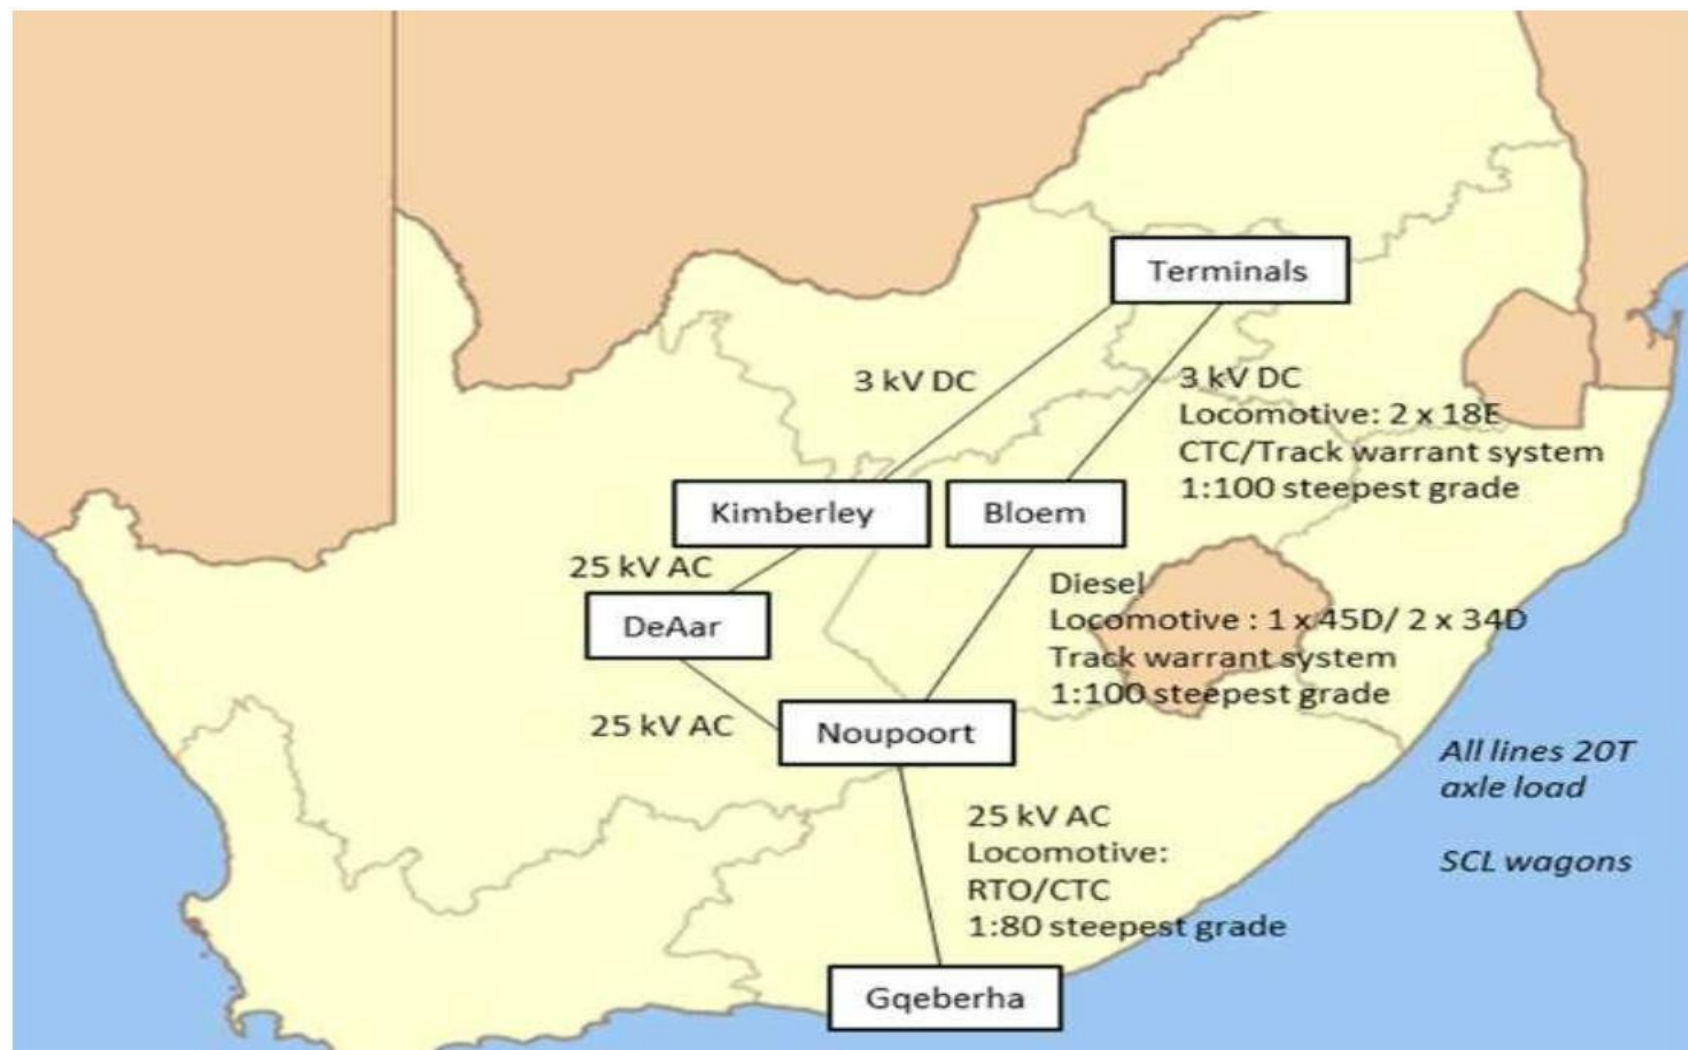 Terminals
3 kV DC
3 kV DC
Locomotive: 2 x 18E
CTC/Track warrant system
1:100 steepest grade
Kimberley
Bloem
25 kV AC
DeAar
Diesel
Locomotive : 1 x 45D/ 2 x 34D
Track warrant system
1:100 steepest grade
25 kV AC
Noupoort
All lines 20T
axle load
SCL wagons
25 kV AC
Locomotive:
RTO/CTC
1:80 steepest grade
Gqeberha